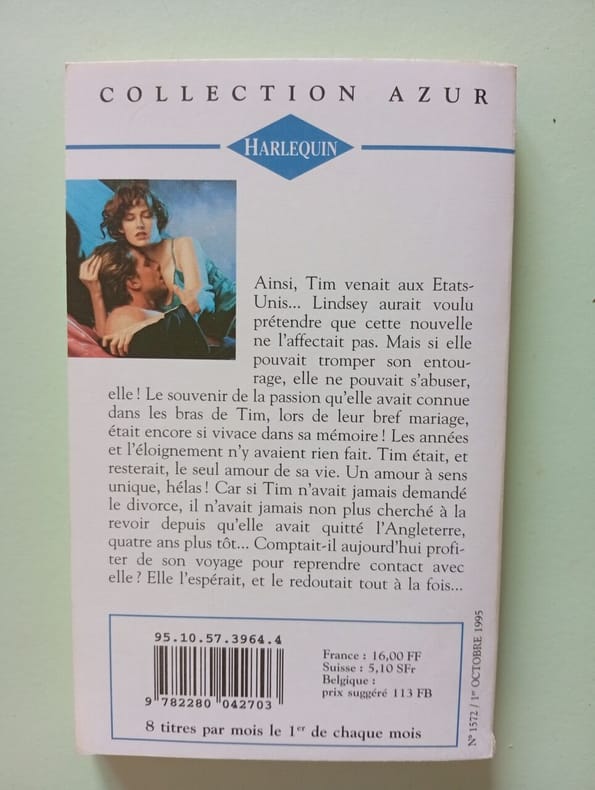 COLLECTION AZUR
HARLEQUIN
Ainsi, Tim venait aux Etats-
Unis... Lindsey aurait voulu
prétendre que cette nouvelle
ne l'affectait pas. Mais si elle
pouvait tromper son entou-
rage, elle ne pouvait s'abuser,
elle ! Le souvenir de la passion qu'elle avait connue
dans les bras de Tim, lors de leur bref mariage,
était encore si vivace dans sa mémoire ! Les années
et l'éloignement n'y avaient rien fait. Tim était, et
resterait, le seul amour de sa vie. Un amour à sens
unique, hélas ! Car si Tim n'avait jamais demandé
le divorce, il n'avait jamais non plus cherché à la
revoir depuis qu'elle avait quitté l'Angleterre,
quatre ans plus tôt... Comptait-il aujourd'hui profi-
ter de son voyage pour reprendre contact avec
elle ? Elle l'espérait, et le redoutait tout à la fois...
95.10.57.3964.4
9 782280 042703
France : 16,00 FF
Suisse : 5,10 SFr
Belgique :
prix suggéré 113 FB
8 titres par mois le 1er de chaque mois
N° 1572 / 1er OCTOBRE 1995